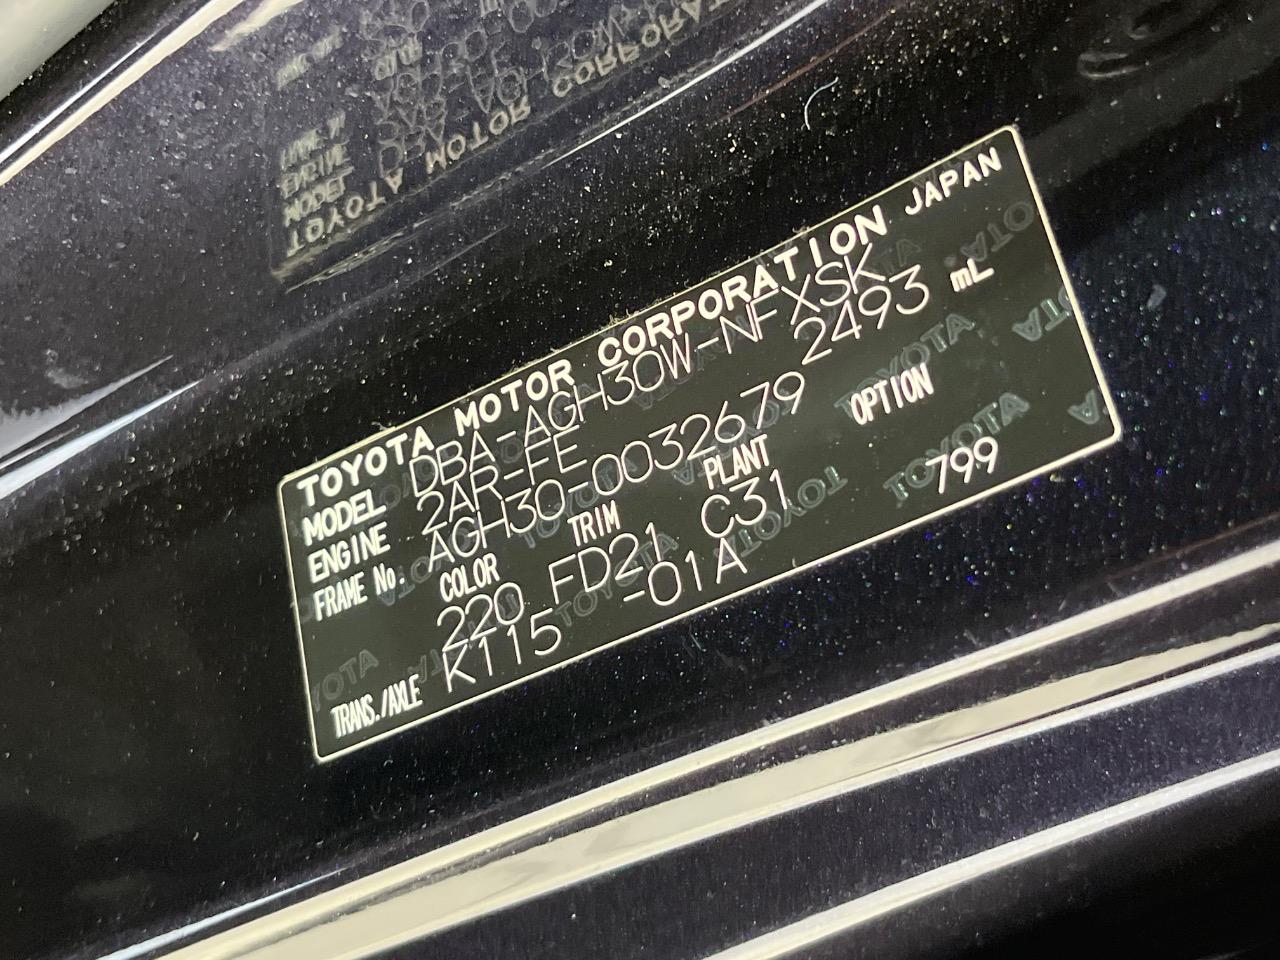 TOYOTA MOTOR CORPORATION JAPAN
MODEL DBA-AGH30W-NFXSK
ENGINE 2AR-FE 2493 mL
FRAME No. AGH30-0032679
COLOR TRIM PLANT OPTION
220 FD21 C31 799
TRANS./AXLE K115 -01A